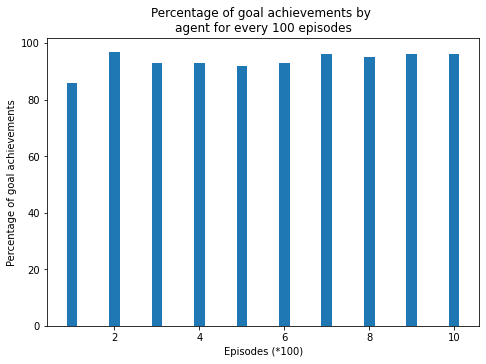 Percentage of goal achievements by
agent for every 100 episodes
Percentage of goal achievements
100
80
60
40
20
0
2 4 6 8 10
Episodes (*100)